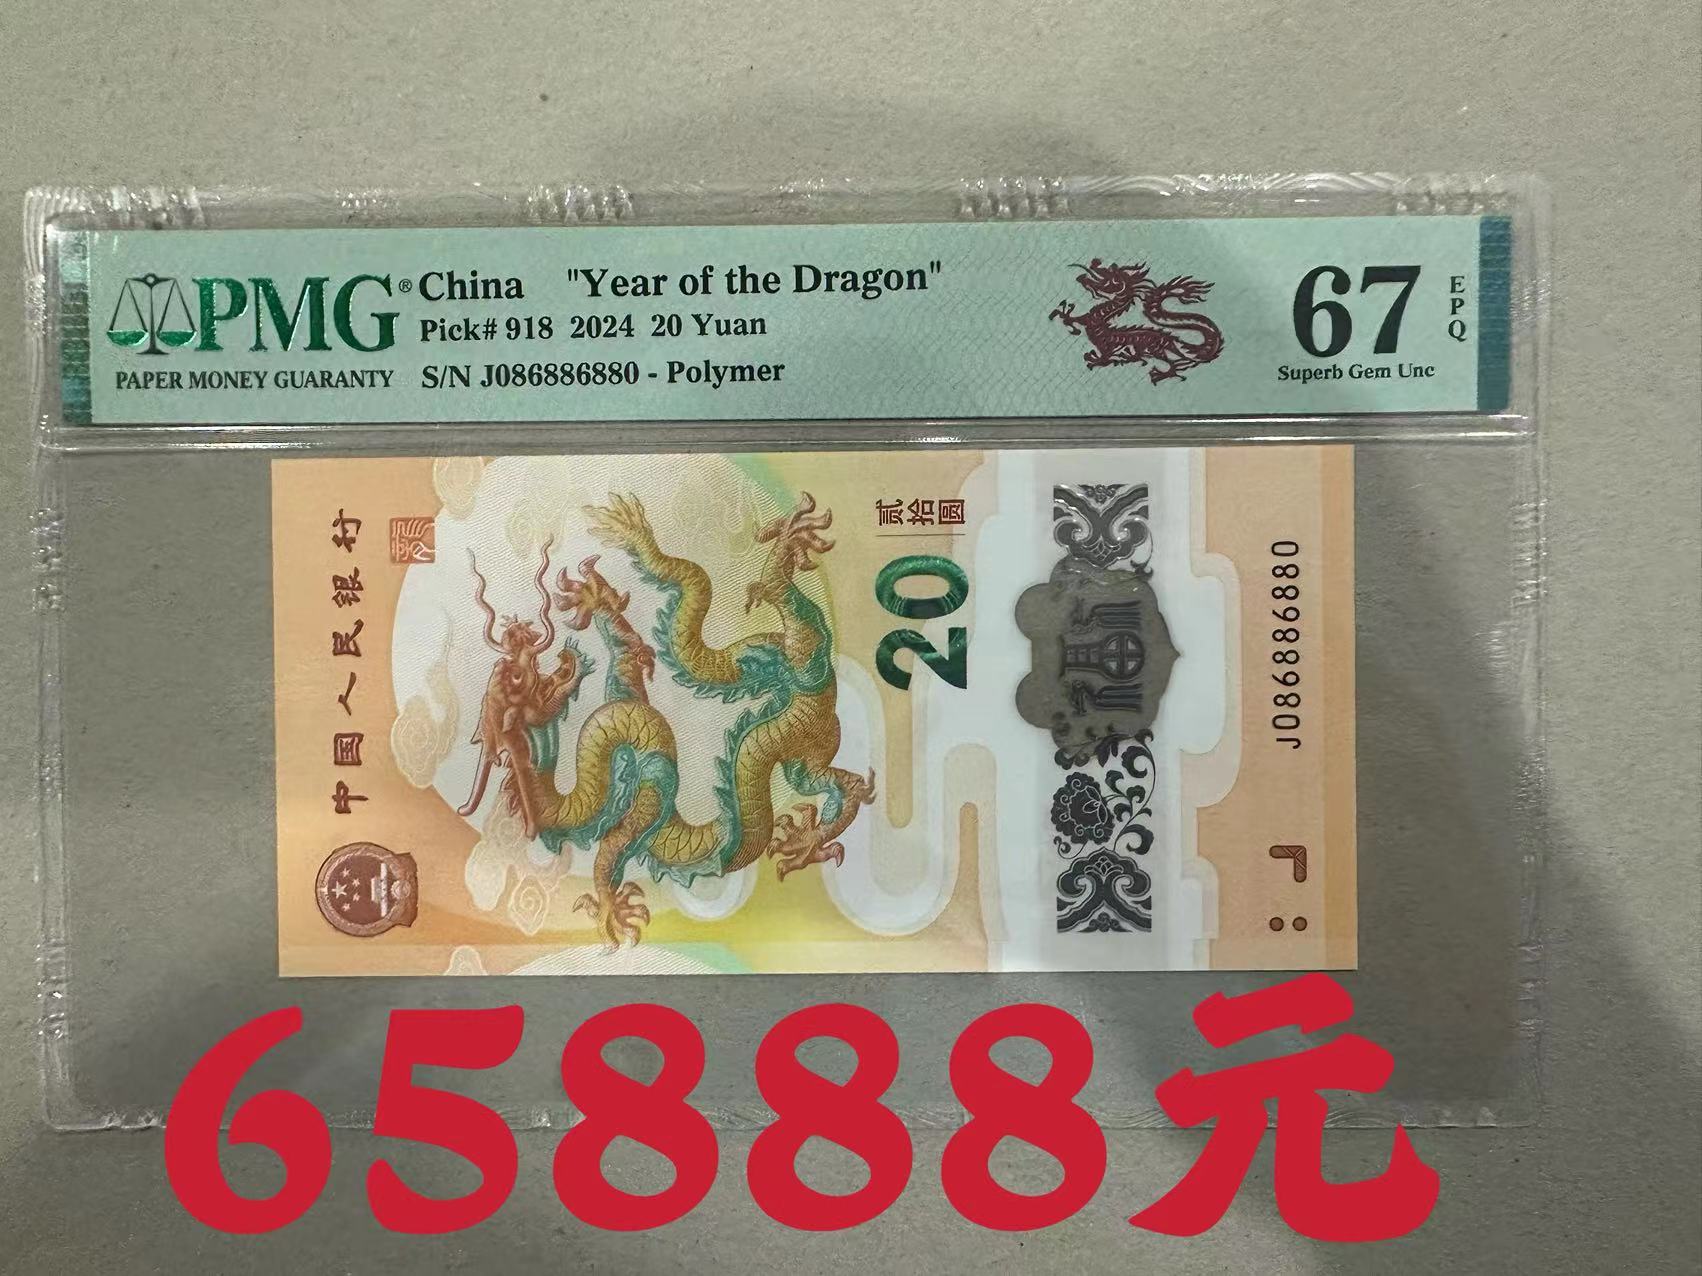 PMG® China "Year of the Dragon"
Pick# 918 2024 20 Yuan
PAPER MONEY GUARANTY S/N J086886880 - Polymer
67
EPQ
Superb Gem Unc
中国人民银行
贰拾圆
20
J086886880
65888元